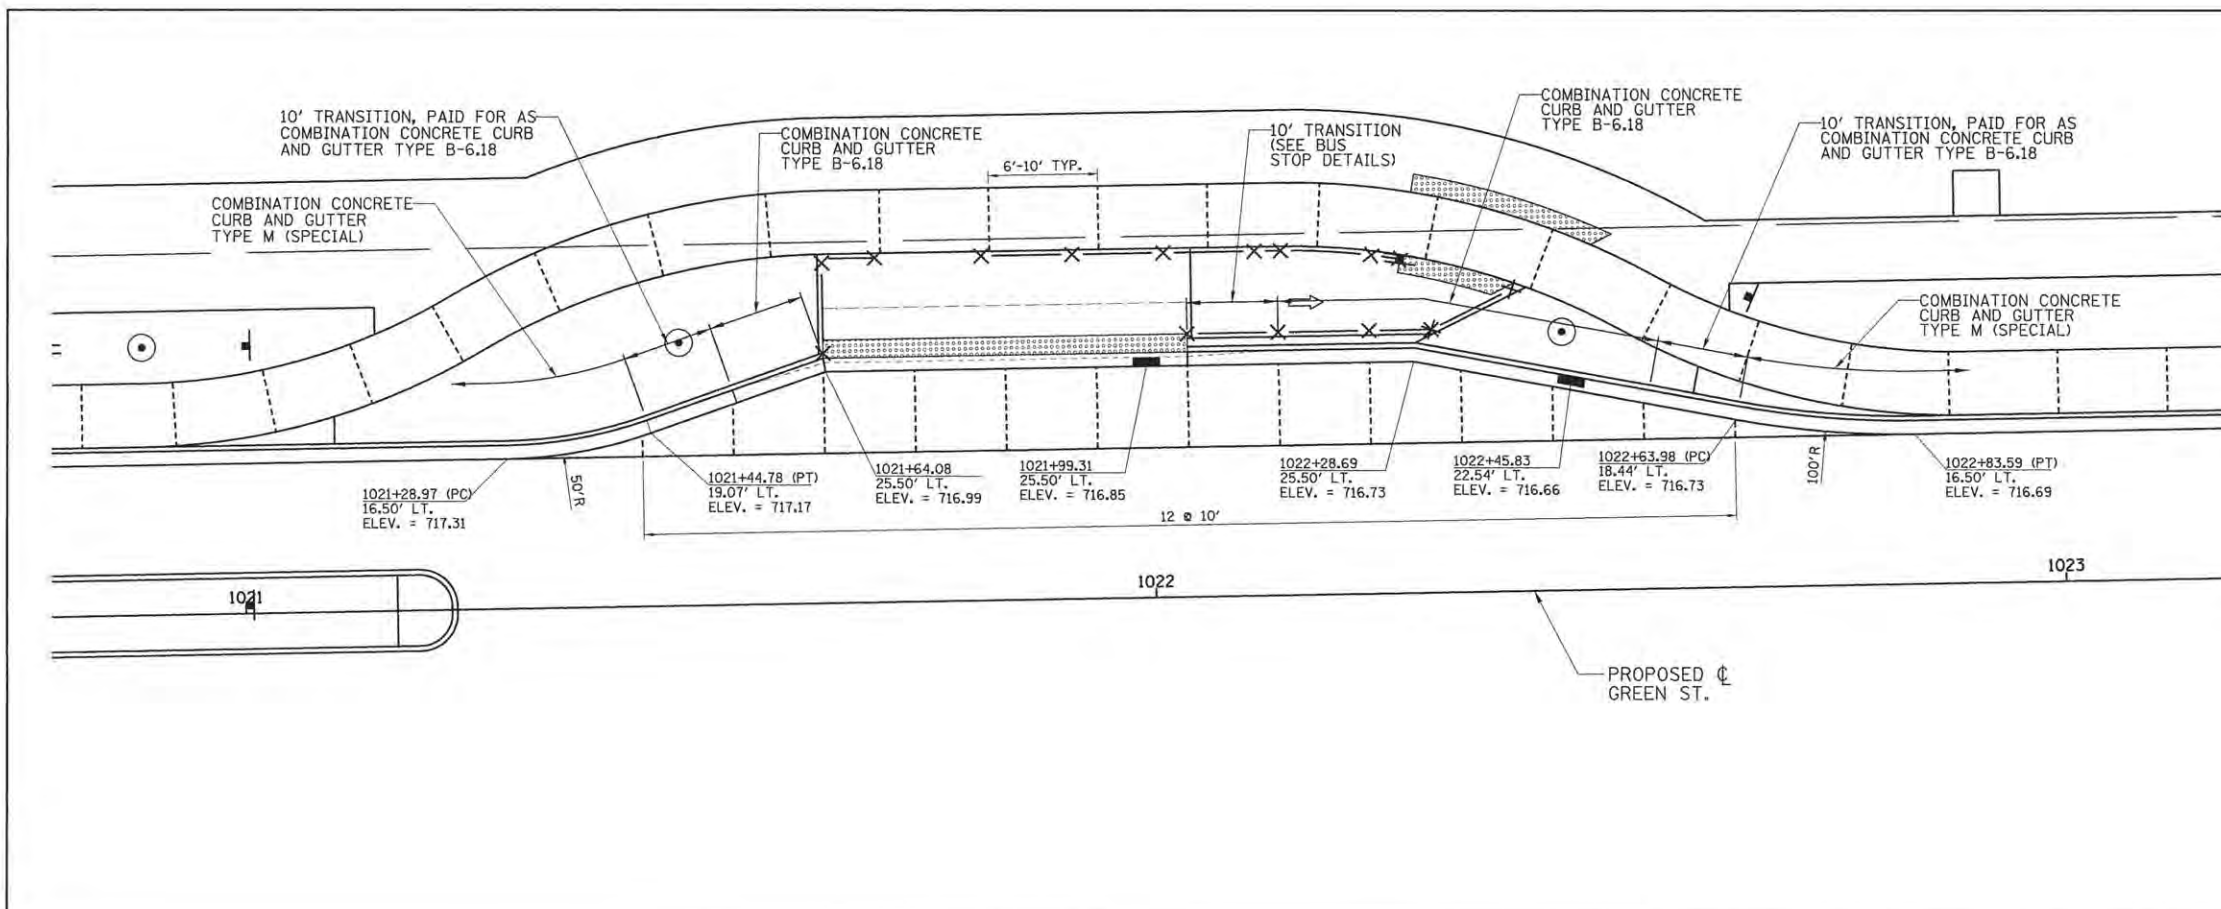 10' TRANSITION, PAID FOR AS
COMBINATION CONCRETE CURB
AND GUTTER TYPE B-6.18
COMBINATION CONCRETE
CURB AND GUTTER
TYPE B-6.18
6'-10' TYP.
10' TRANSITION
(SEE BUS
STOP DETAILS)
COMBINATION CONCRETE
CURB AND GUTTER
TYPE B-6.18
10' TRANSITION, PAID FOR AS
COMBINATION CONCRETE CURB
AND GUTTER TYPE B-6.18
COMBINATION CONCRETE
CURB AND GUTTER
TYPE M (SPECIAL)
COMBINATION CONCRETE
CURB AND GUTTER
TYPE M (SPECIAL)
1021+28.97 (PC)
16.50' LT.
ELEV. = 717.31
50'R
1021+44.78 (PT)
19.07' LT.
ELEV. = 717.17
1021+64.08
25.50' LT.
ELEV. = 716.99
1021+99.31
25.50' LT.
ELEV. = 716.85
1022+28.69
25.50' LT.
ELEV. = 716.73
1022+45.83
22.54' LT.
ELEV. = 716.66
1022+63.98 (PC)
18.44' LT.
ELEV. = 716.73
100'R
1022+83.59 (PT)
16.50' LT.
ELEV. = 716.69
12 @ 10'
1021
1022
1023
PROPOSED ℄
GREEN ST.